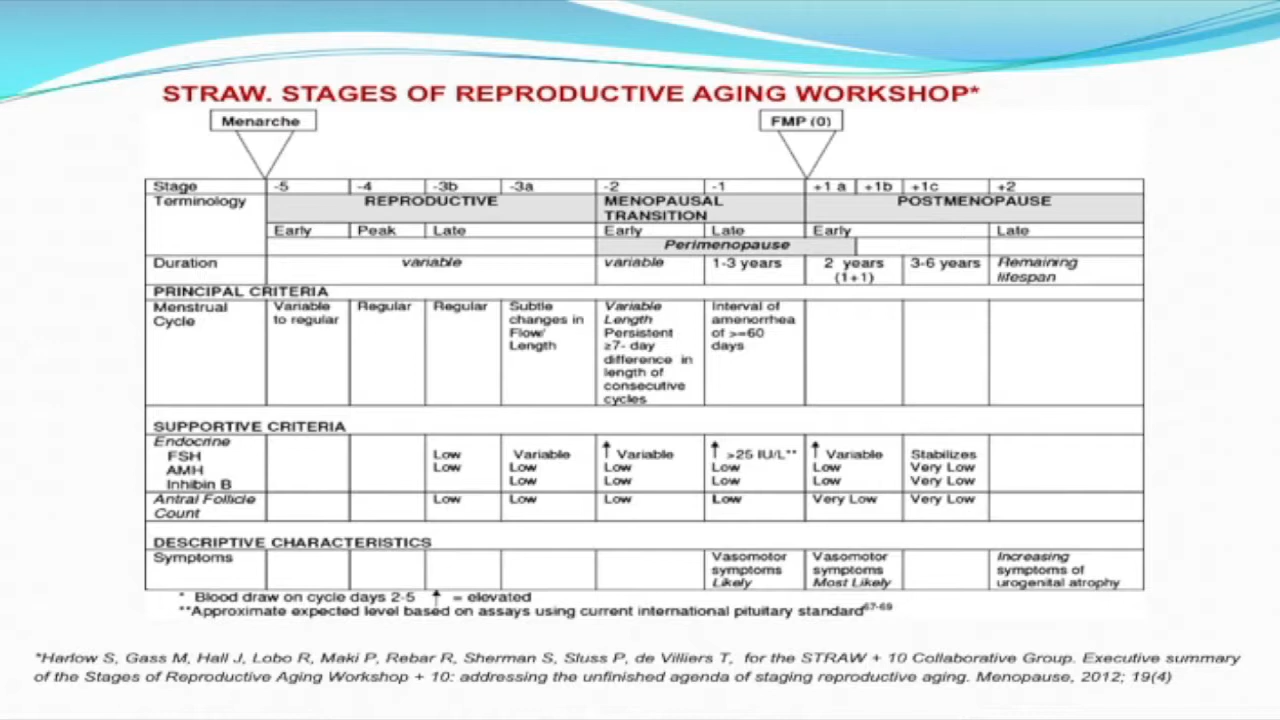 STRAW. STAGES OF REPRODUCTIVE AGING WORKSHOP*
Menarche FMP (0)
Stage -5 -4 -3b -3a -2 -1 +1 a +1b +1c +2
Terminology REPRODUCTIVE MENOPAUSAL TRANSITION POSTMENOPAUSE
Early Peak Late Early Late Early Late
Perimenopause
Duration variable variable 1-3 years 2 years (1+1) 3-6 years Remaining lifespan
PRINCIPAL CRITERIA
Menstrual Cycle Variable to regular Regular Regular Subtle changes in Flow/ Length Variable Length Persistent ≥7- day difference in length of consecutive cycles Interval of amenorrhea of >=60 days
SUPPORTIVE CRITERIA
Endocrine
FSH Low Variable ↑ Variable ↑ >25 IU/L** ↑ Variable Stabilizes
AMH Low Low Low Low Low Very Low
Inhibin B Low Low Low Low Very Low
Antral Follicle Count Low Low Low Low Very Low Very Low
DESCRIPTIVE CHARACTERISTICS
Symptoms Vasomotor symptoms Likely Vasomotor symptoms Most Likely Increasing symptoms of urogenital atrophy
* Blood draw on cycle days 2-5 ↑ = elevated
**Approximate expected level based on assays using current international pituitary standard67-69
*Harlow S, Gass M, Hall J, Lobo R, Maki P, Rebar R, Sherman S, Sluss P, de Villiers T, for the STRAW + 10 Collaborative Group. Executive summary
of the Stages of Reproductive Aging Workshop + 10: addressing the unfinished agenda of staging reproductive aging. Menopause, 2012; 19(4)